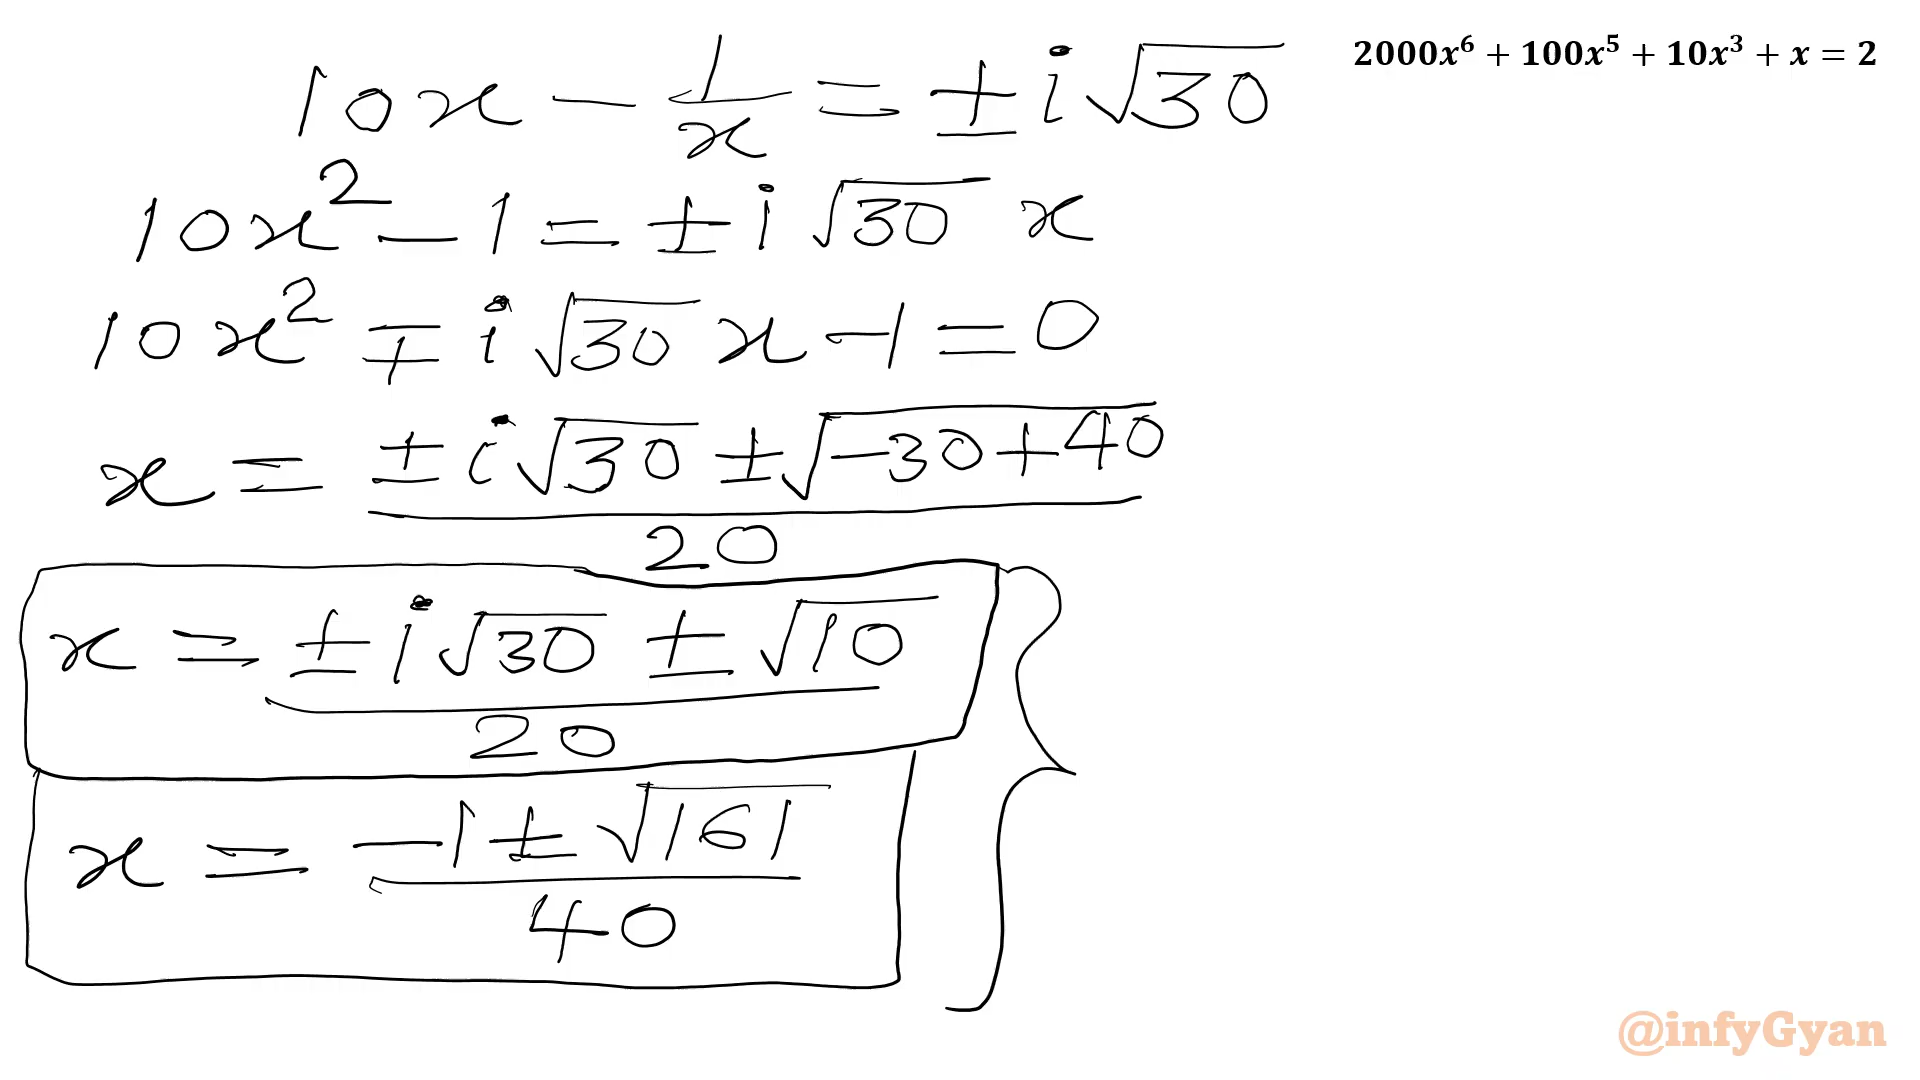 2000x⁶ + 100x⁵ + 10x³ + x = 2
10x - 1/x = ± i√30
10x² - 1 = ± i √30 x
10x² ∓ i √30 x - 1 = 0
x = (± i √30 ± √(-30+40))/20
x = (± i √30 ± √10)/20
x = (-1 ± √161)/40
@infyGyan